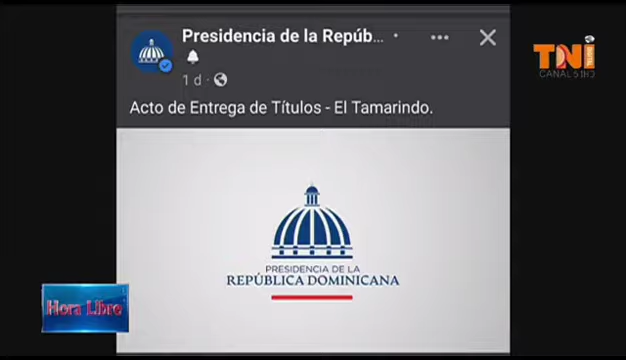 Presidencia de la Repúb... ·
1 d ·
Acto de Entrega de Títulos - El Tamarindo.
TNi
CANAL 51HD
PRESIDENCIA DE LA
REPÚBLICA DOMINICANA
Hora Libre